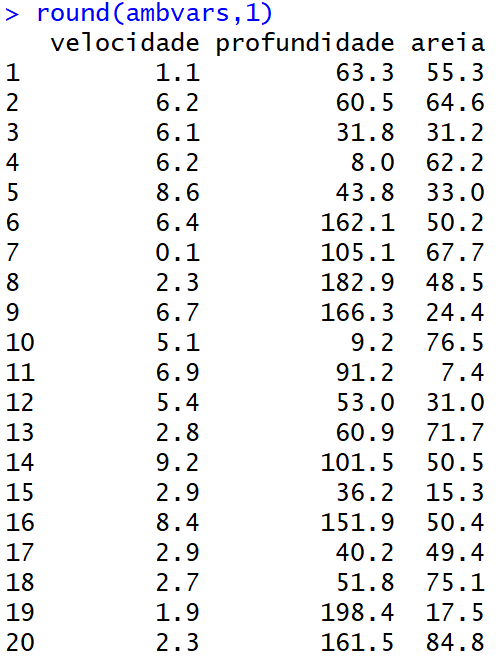 > round(ambvars,1)
velocidade profundidade areia
1 1.1 63.3 55.3
2 6.2 60.5 64.6
3 6.1 31.8 31.2
4 6.2 8.0 62.2
5 8.6 43.8 33.0
6 6.4 162.1 50.2
7 0.1 105.1 67.7
8 2.3 182.9 48.5
9 6.7 166.3 24.4
10 5.1 9.2 76.5
11 6.9 91.2 7.4
12 5.4 53.0 31.0
13 2.8 60.9 71.7
14 9.2 101.5 50.5
15 2.9 36.2 15.3
16 8.4 151.9 50.4
17 2.9 40.2 49.4
18 2.7 51.8 75.1
19 1.9 198.4 17.5
20 2.3 161.5 84.8